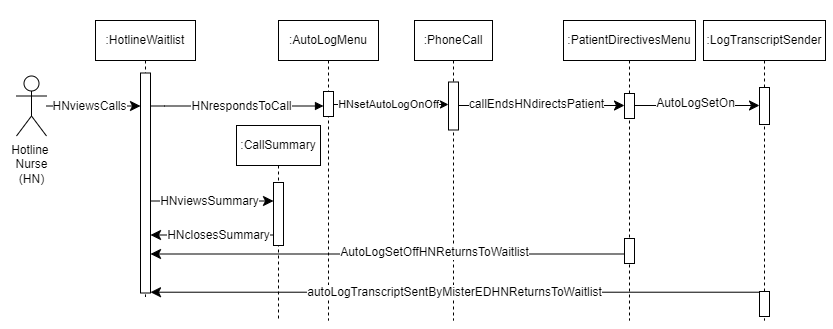 :HotlineWaitlist
:AutoLogMenu
:PhoneCall
:PatientDirectivesMenu
:LogTranscriptSender
HNviewsCalls
HNrespondsToCall
HNsetAutoLogOnOff
callEndsHNdirectsPatient
AutoLogSetOn
Hotline
Nurse
(HN)
:CallSummary
HNviewsSummary
HNclosesSummary
AutoLogSetOffHNReturnsToWaitlist
autoLogTranscriptSentByMisterEDHNReturnsToWaitlist